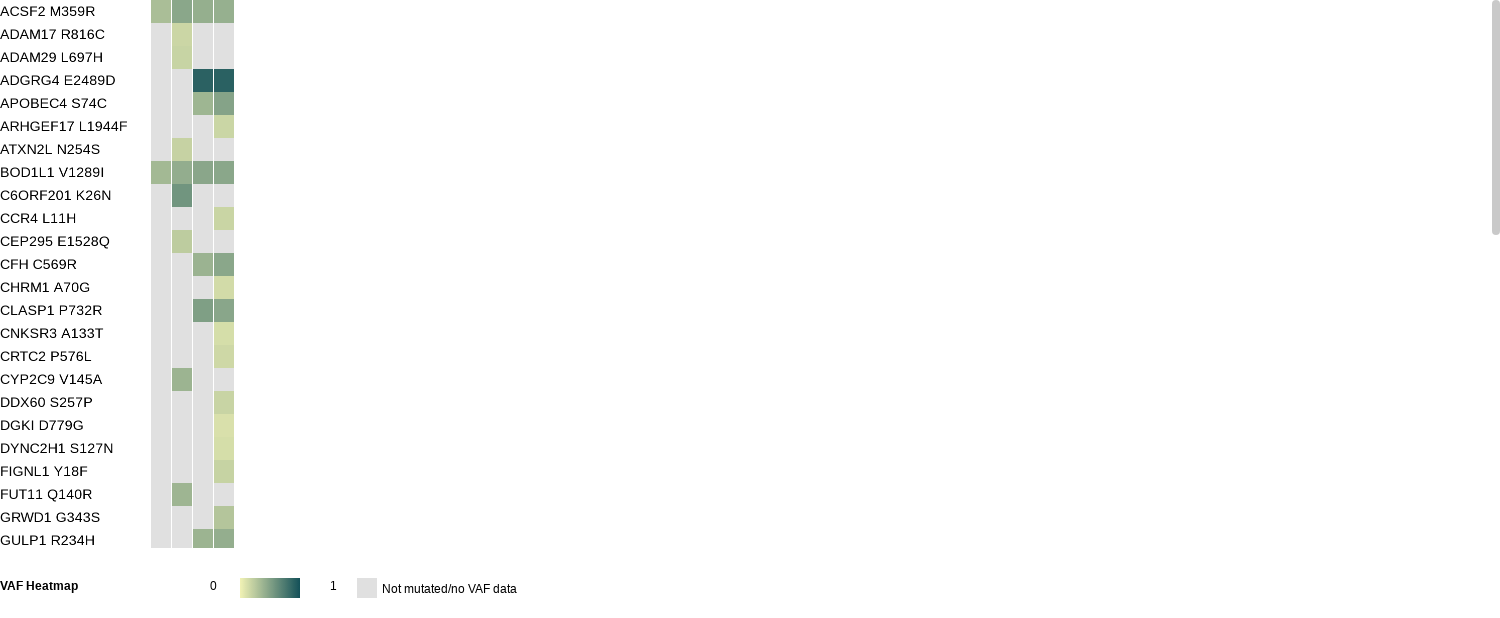 ACSF2 M359R
ADAM17 R816C
ADAM29 L697H
ADGRG4 E2489D
APOBEC4 S74C
ARHGEF17 L1944F
ATXN2L N254S
BOD1L1 V1289I
C6ORF201 K26N
CCR4 L11H
CEP295 E1528Q
CFH C569R
CHRM1 A70G
CLASP1 P732R
CNKSR3 A133T
CRTC2 P576L
CYP2C9 V145A
DDX60 S257P
DGKI D779G
DYNC2H1 S127N
FIGNL1 Y18F
FUT11 Q140R
GRWD1 G343S
GULP1 R234H
VAF Heatmap 0 1 Not mutated/no VAF data